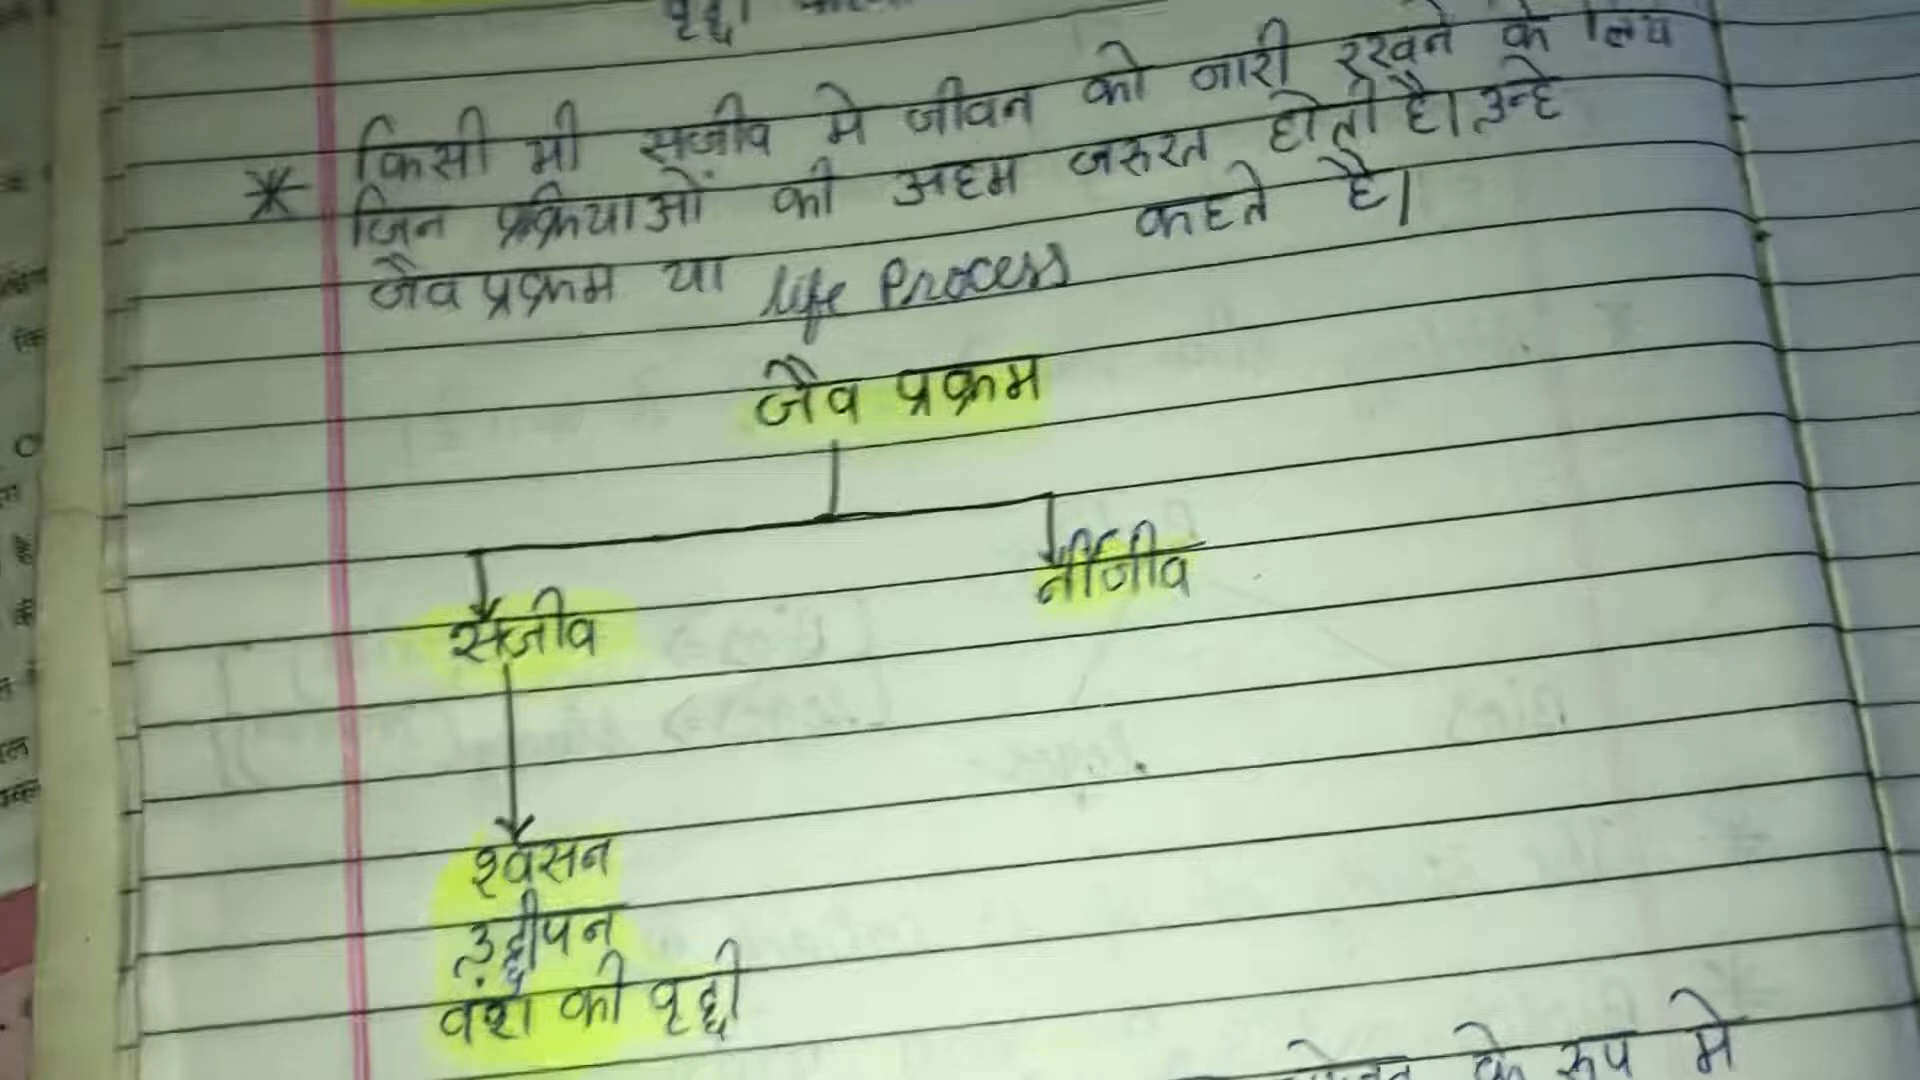 किसी भी सजीव मे जीवन को जारी रखने के लिय
* जिन प्रक्रियाओं की अहम जरुरत होती है। उन्हे
जैव प्रक्रम या life Process कहते है।
जैव प्रक्रम
सजीव
र्नीजीव
श्वसन
उद्दीपन
वंश की वृद्दी
के रूप मे